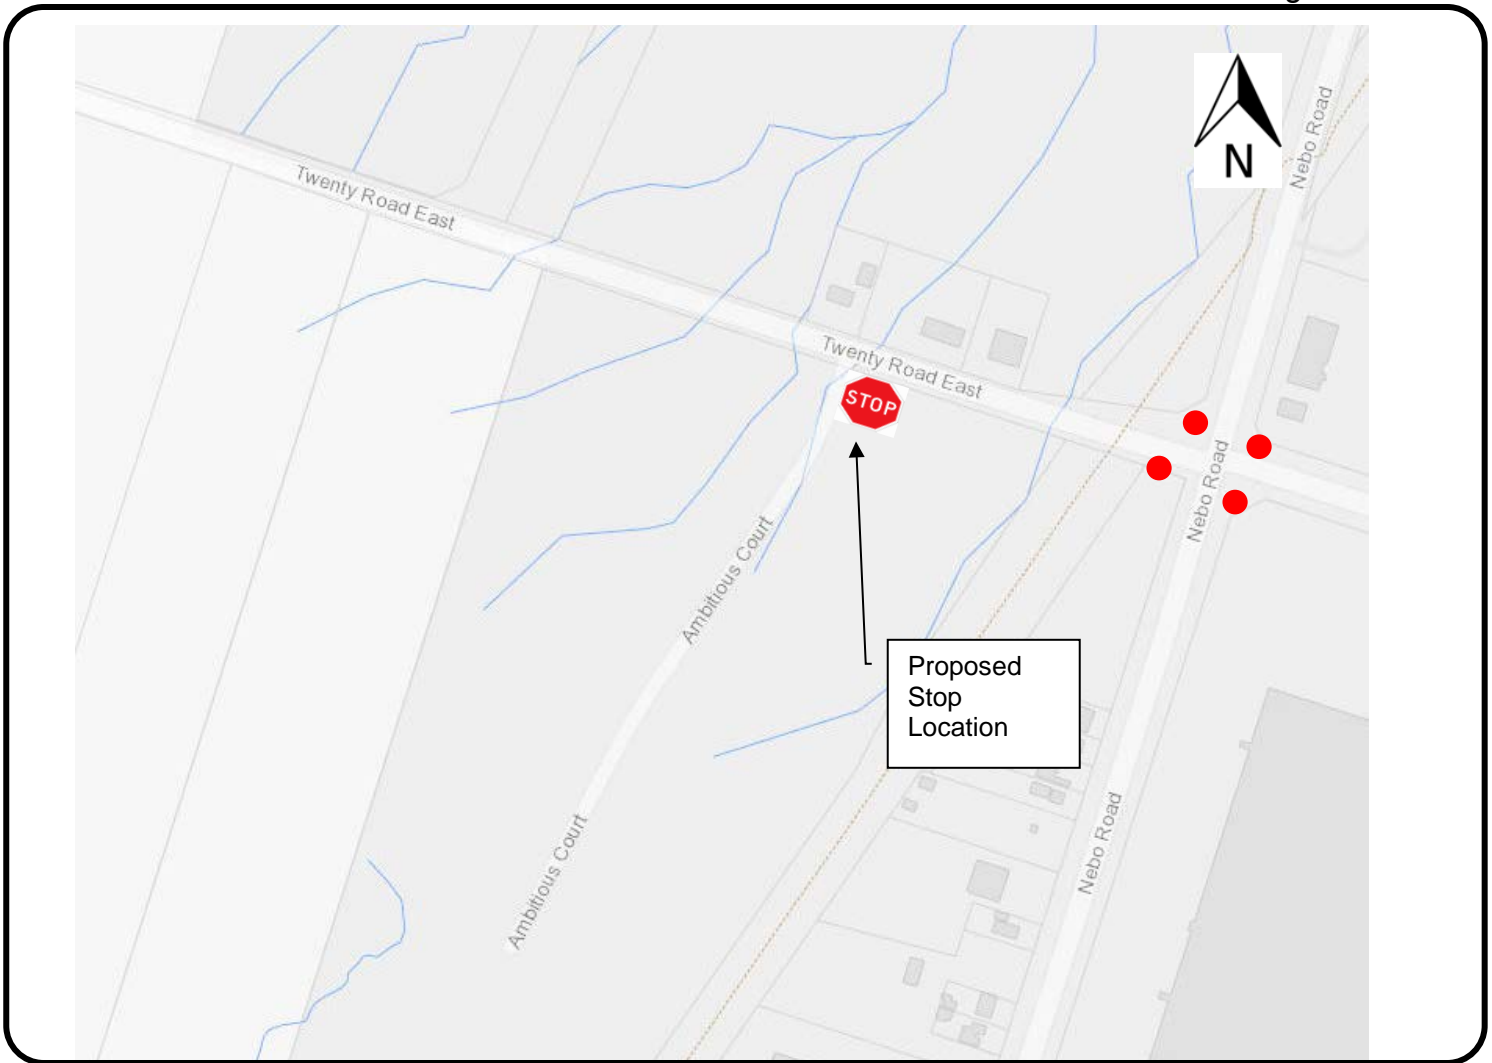 g
N
Nebo Road
Twenty Road East
Twenty Road East
STOP
Nebo Road
Ambitious Court
Proposed
Stop
Location
Nebo Road
Ambitious Court